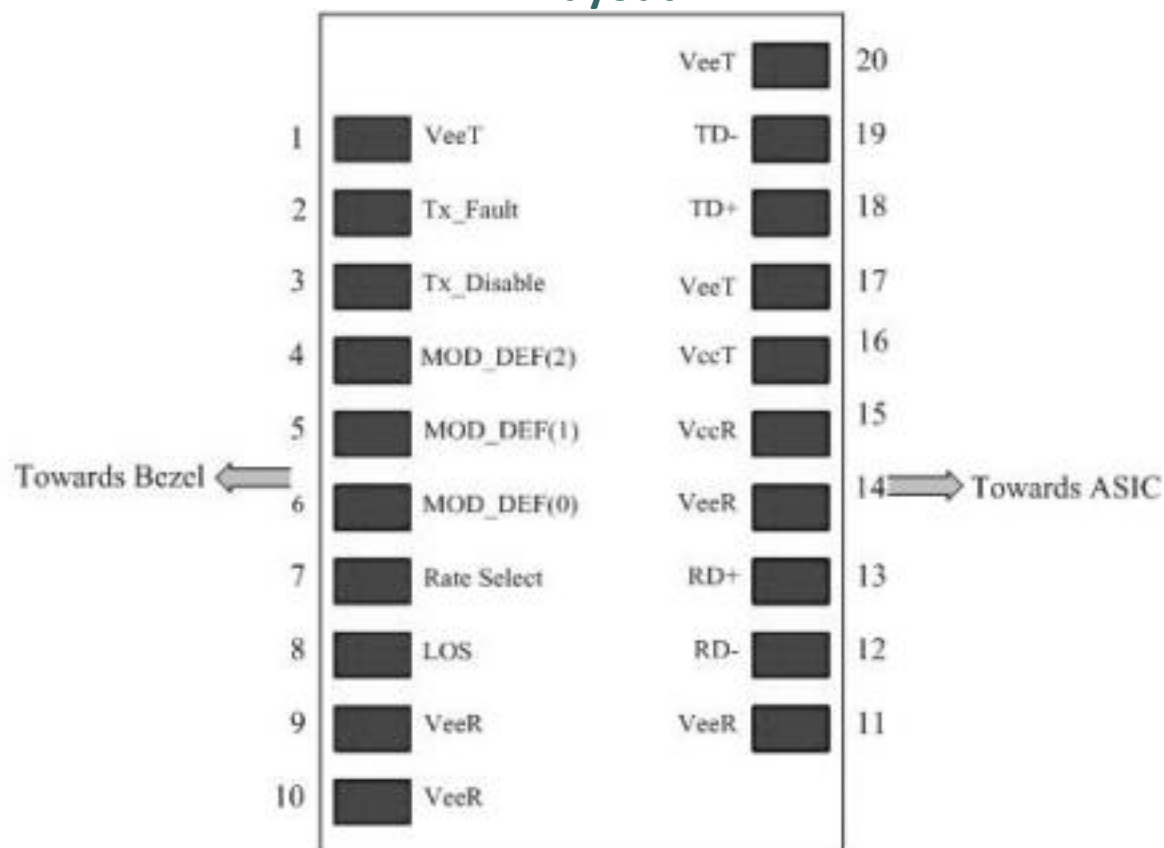 VeeT 20
1 VeeT TD- 19
2 Tx_Fault TD+ 18
3 Tx_Disable VeeT 17
4 MOD_DEF(2) VccT 16
5 MOD_DEF(1) VccR 15
Towards Bezel 14 Towards ASIC
6 MOD_DEF(0) VeeR
7 Rate Select RD+ 13
8 LOS RD- 12
9 VeeR VeeR 11
10 VeeR